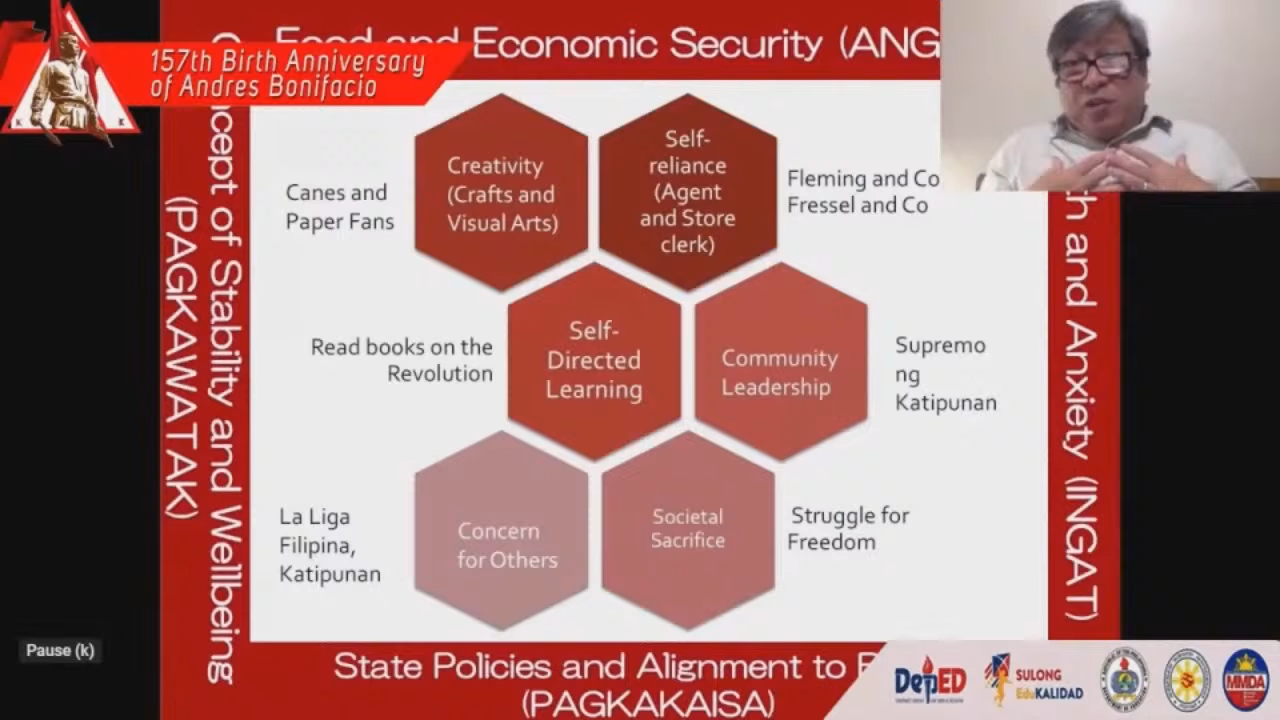 Food and Economic Security (ANG
157th Birth Anniversary
of Andres Bonifacio
K
K
ncept of Stability and Wellbeing
(PAGKAWATAK)
Canes and
Paper Fans
Creativity
(Crafts and
Visual Arts)
Self-
reliance
(Agent
and Store
clerk)
Fleming and Co
Fressel and Co
Read books on the
Revolution
Self-
Directed
Learning
Community
Leadership
Supremo
ng
Katipunan
La Liga
Filipina,
Katipunan
Concern
for Others
Societal
Sacrifice
Struggle for
Freedom
th and Anxiety (INGAT)
Pause (k)
State Policies and Alignment to
(PAGKAKAISA)
DepED
SULONG
EduKALIDAD
MMDA